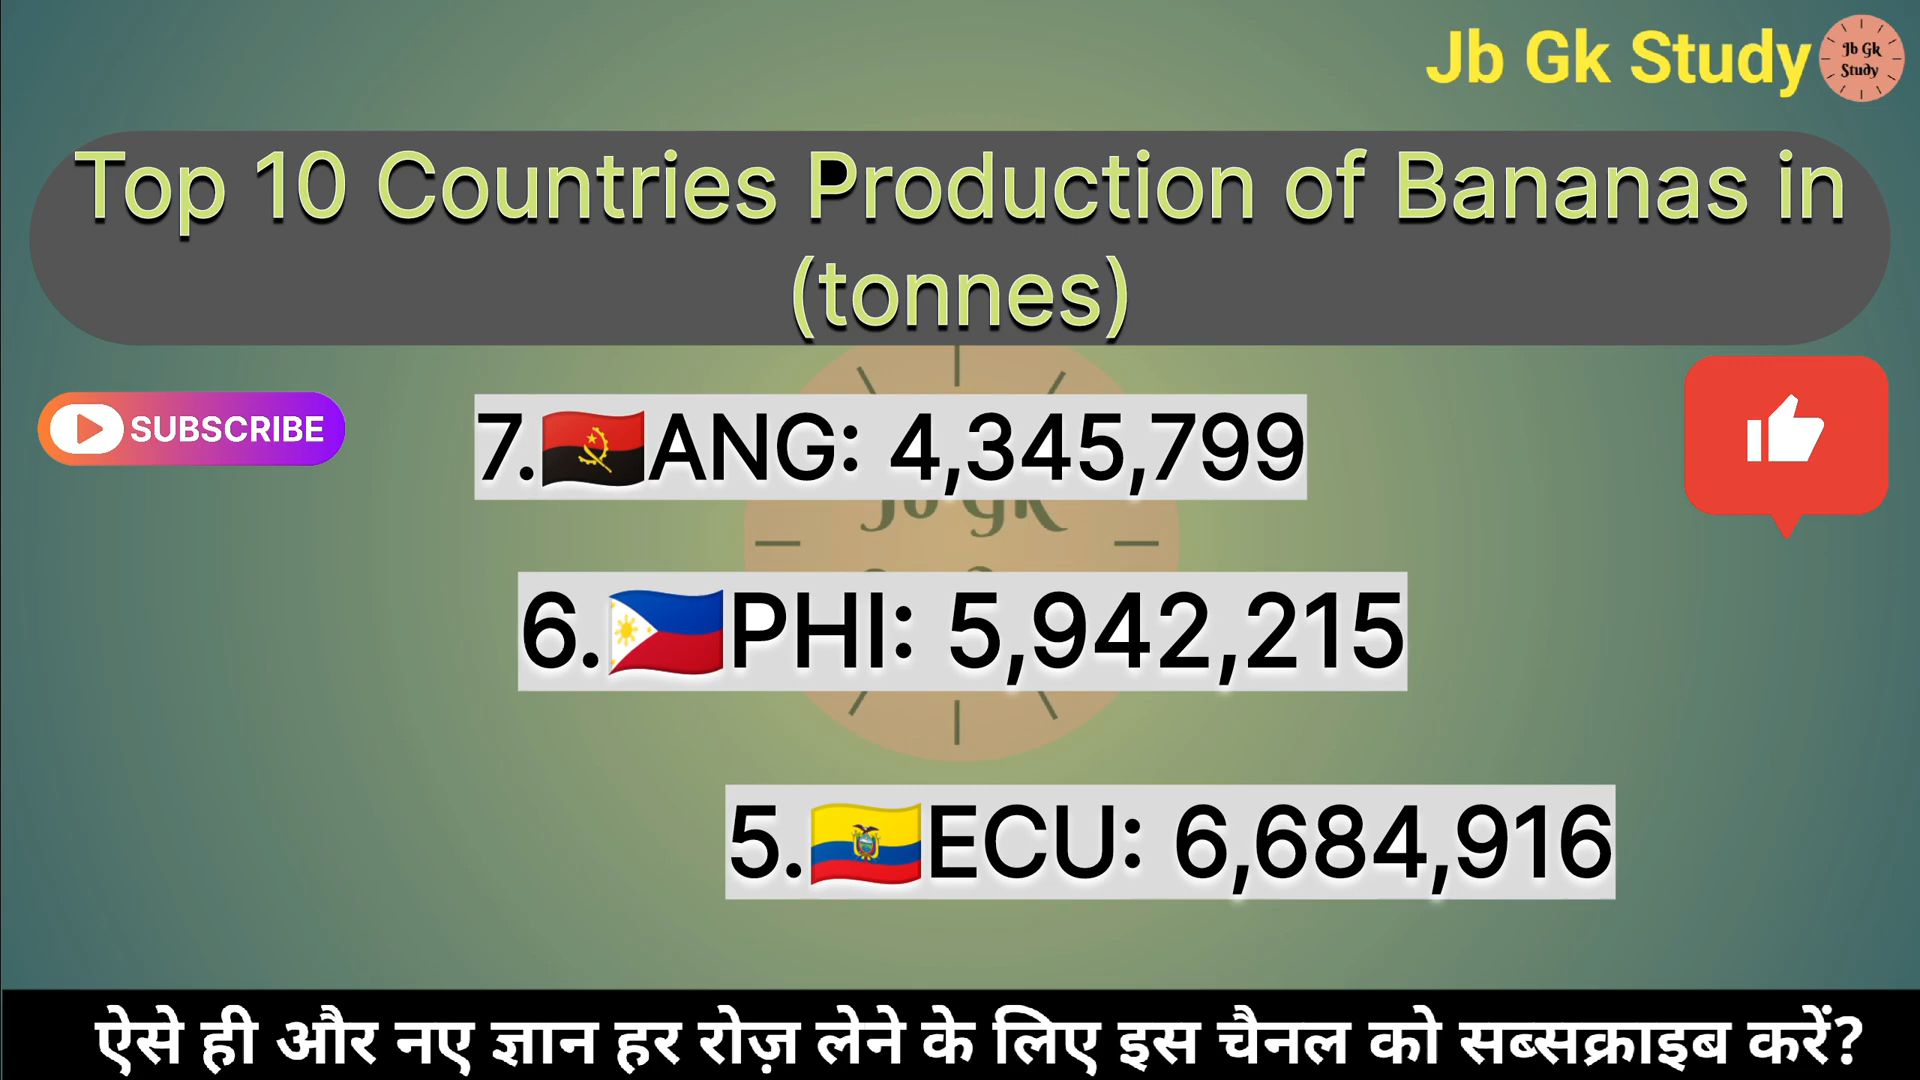 Jb Gk Study
Jb Gk
Study
Top 10 Countries Production of Bananas in
(tonnes)
SUBSCRIBE
7.🇦🇴ANG: 4,345,799
Jb Gk
6.🇵🇭PHI: 5,942,215
5.🇪🇨ECU: 6,684,916
ऐसे ही और नए ज्ञान हर रोज़ लेने के लिए इस चैनल को सब्सक्राइब करें?